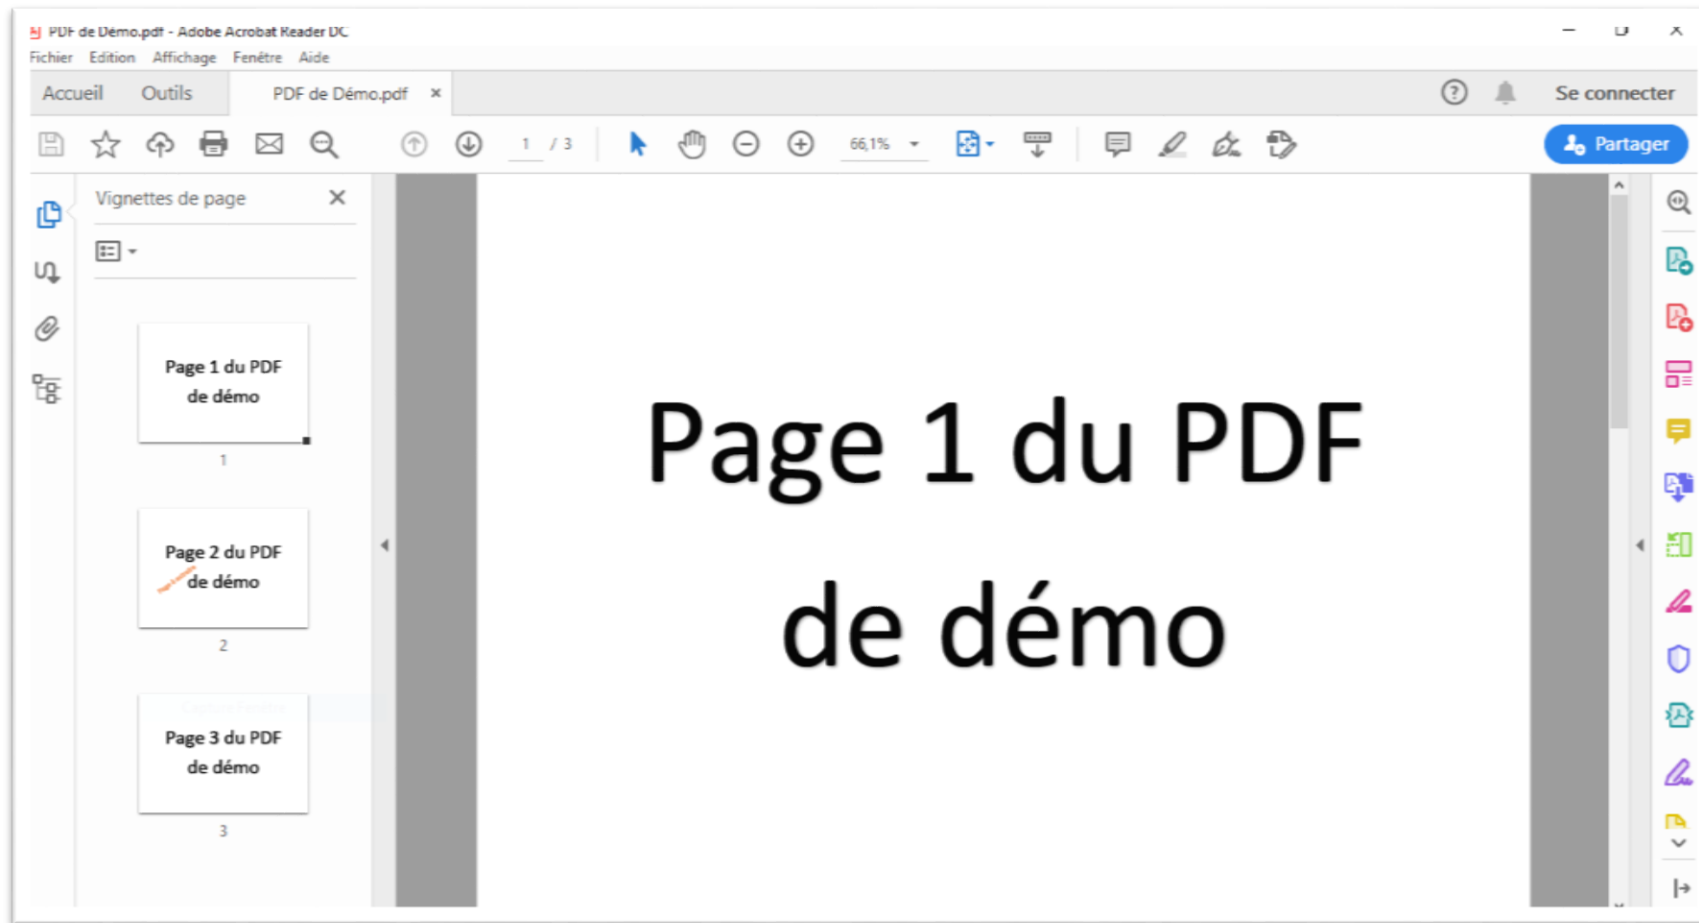 PDF de Démo.pdf - Adobe Acrobat Reader DC
Fichier Edition Affichage Fenêtre Aide
Accueil Outils PDF de Démo.pdf × Se connecter
1 / 3 66,1% Partager
Vignettes de page
Page 1 du PDF
de démo
1
Page 2 du PDF
de démo
2
Page 3 du PDF
de démo
3
Page 1 du PDF
de démo